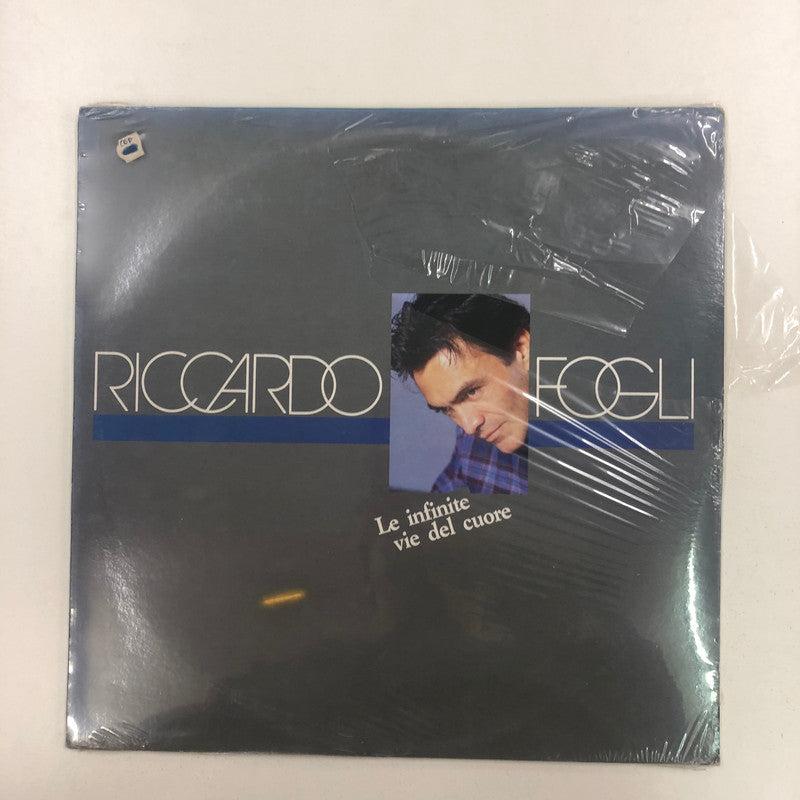 RICCARDO FOGLI
Le infinite
vie del cuore